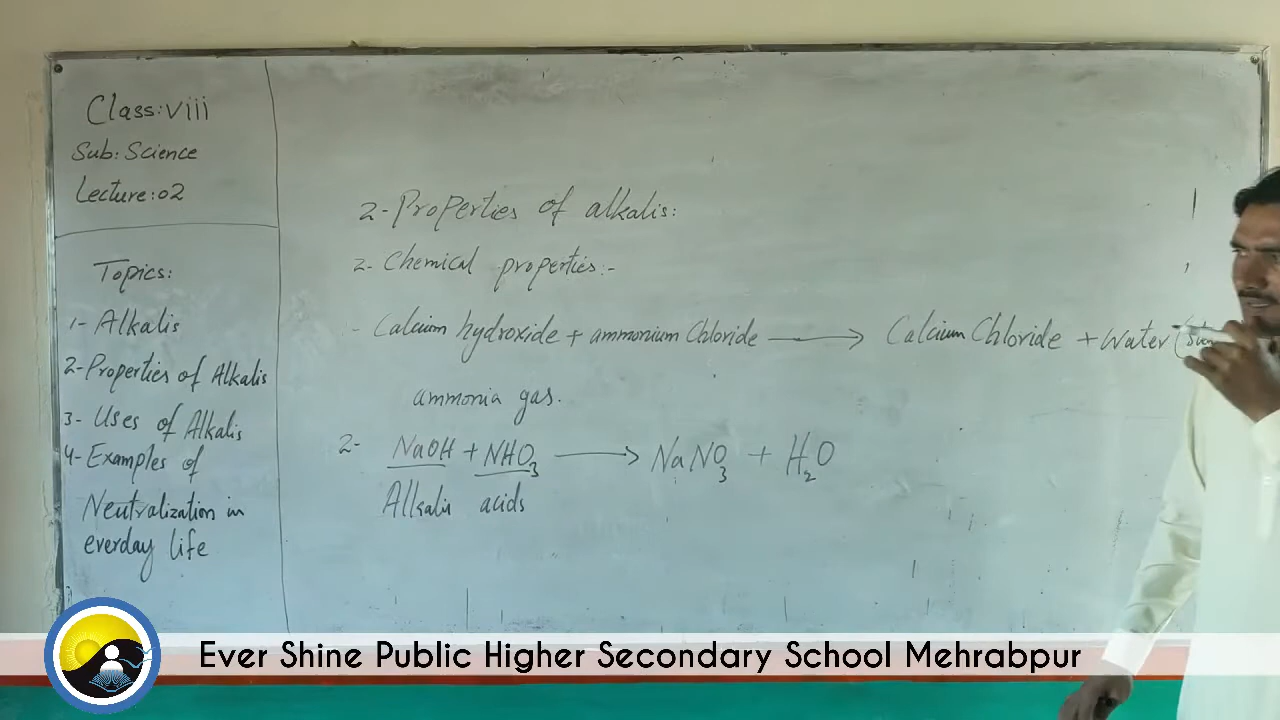 Class: viii
Sub: Science
Lecture: 02
Topics:
1- Alkalis
2- Properties of Alkalis
3- Uses of Alkalis
4- Examples of
Neutralization in
everday life
2- Properties of alkalis:
2- Chemical properties:-
- Calcium hydroxide + ammonium Chloride → Calcium Chloride + Water
ammonia gas.
2- NaOH + NHO₃ → NaNO₃ + H₂O
Alkalis acids
Ever Shine Public Higher Secondary School Mehrabpur